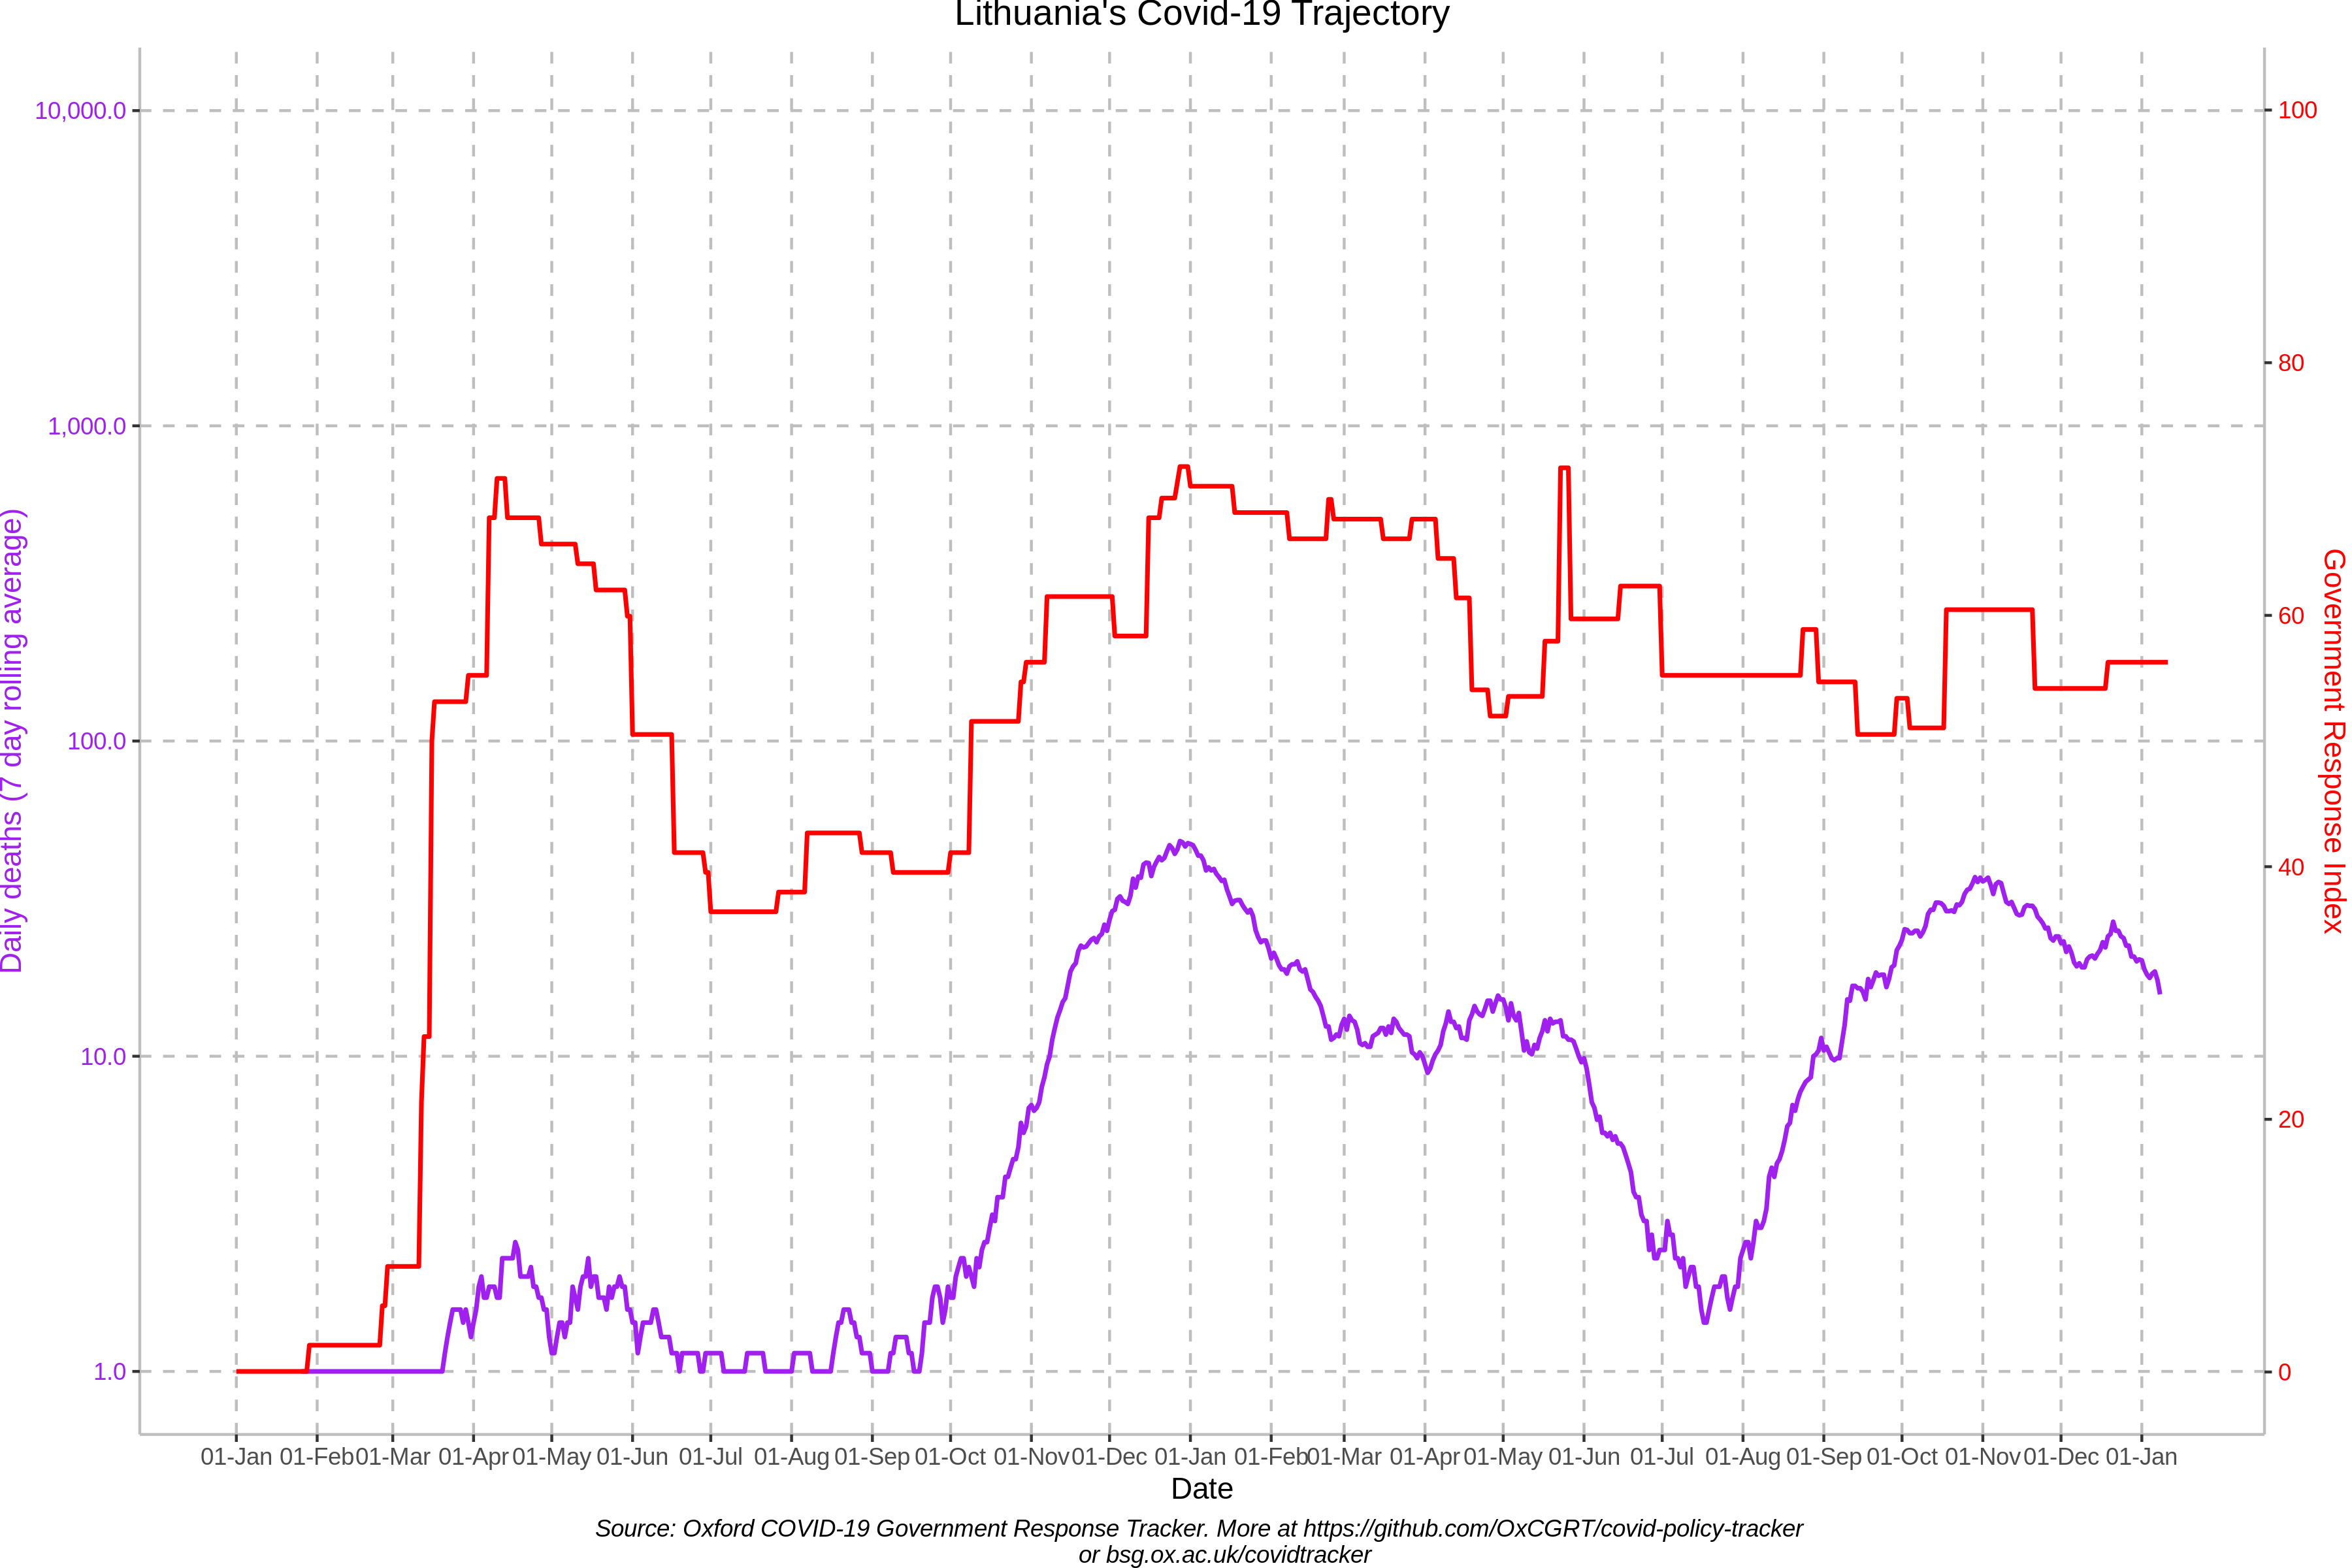 Lithuania's Covid-19 Trajectory
10,000.0
1,000.0
100.0
10.0
1.0
Daily deaths (7 day rolling average)
100
80
60
40
20
0
Government Response Index
01-Jan 01-Feb 01-Mar 01-Apr 01-May 01-Jun 01-Jul 01-Aug 01-Sep 01-Oct 01-Nov 01-Dec 01-Jan 01-Feb 01-Mar 01-Apr 01-May 01-Jun 01-Jul 01-Aug 01-Sep 01-Oct 01-Nov 01-Dec 01-Jan
Date
Source: Oxford COVID-19 Government Response Tracker. More at https://github.com/OxCGRT/covid-policy-tracker
or bsg.ox.ac.uk/covidtracker